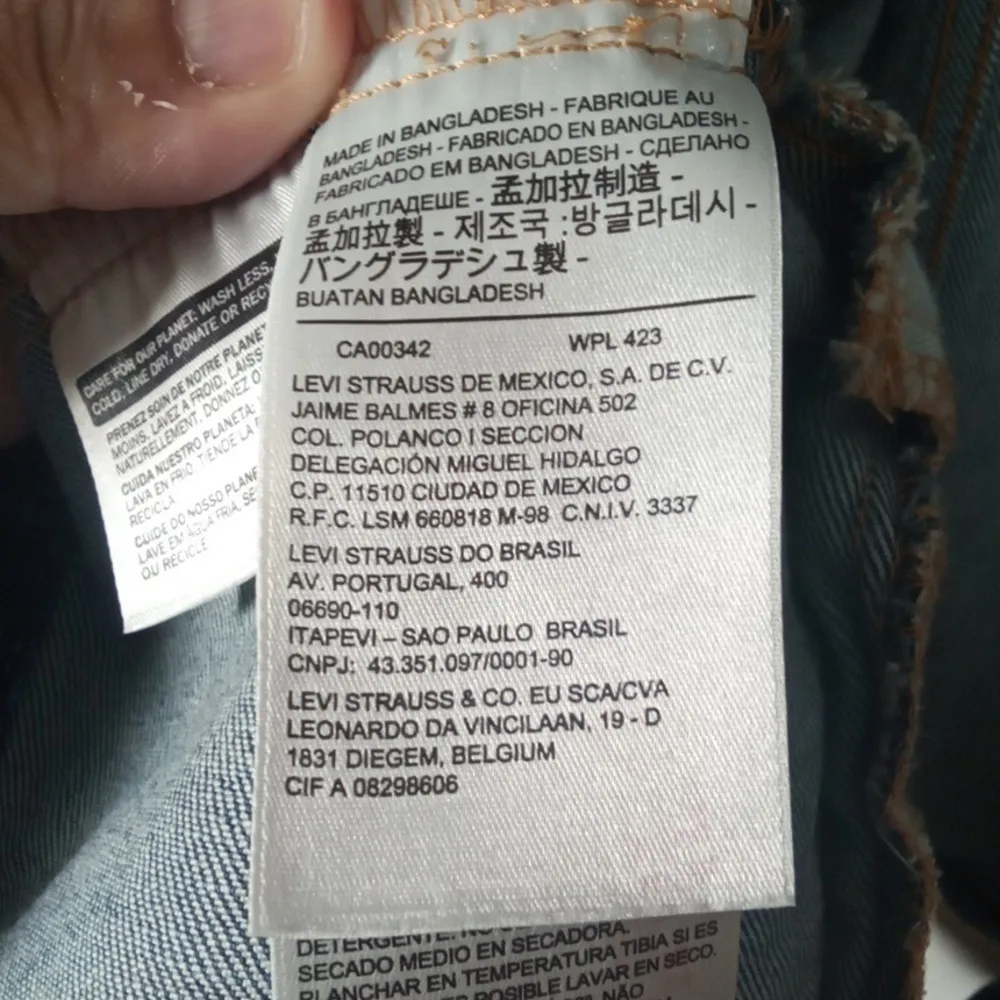 MADE IN BANGLADESH - FABRIQUE AU
BANGLADESH - FABRICADO EN BANGLADESH -
FABRICADO EM BANGLADESH - СДЕЛАНО
В БАНГЛАДЕШЕ - 孟加拉制造 -
孟加拉製 - 제조국 :방글라데시 -
バングラデシュ製 -
BUATAN BANGLADESH
CA00342 WPL 423
LEVI STRAUSS DE MEXICO, S.A. DE C.V.
JAIME BALMES # 8 OFICINA 502
COL. POLANCO I SECCION
DELEGACIÓN MIGUEL HIDALGO
C.P. 11510 CIUDAD DE MEXICO
R.F.C. LSM 660818 M-98 C.N.I.V. 3337
LEVI STRAUSS DO BRASIL
AV. PORTUGAL, 400
06690-110
ITAPEVI – SAO PAULO BRASIL
CNPJ: 43.351.097/0001-90
LEVI STRAUSS & CO. EU SCA/CVA
LEONARDO DA VINCILAAN, 19 - D
1831 DIEGEM, BELGIUM
CIF A 08298606
CARE FOR OUR PLANET: WASH LESS,
COLD, LINE DRY, DONATE OR
PRENEZ SOIN DE NOTRE PLANET
MOINS, LAVEZ A FROID,
NATURELLEMENT. DONNEZ
CUIDA NUESTRO PLANETA:
LAVA EN FRIO, TIENDE LA
RECICLA
CUIDE DO NOSSO PLANE
LAVE EM AGUA FRIA,
OU RECICLE
DETERGENTE.
SECADO MEDIO EN SECADORA.
PLANCHAR EN TEMPERATURA TIBIA SI ES
POSIBLE LAVAR EN SECO.
NÃO